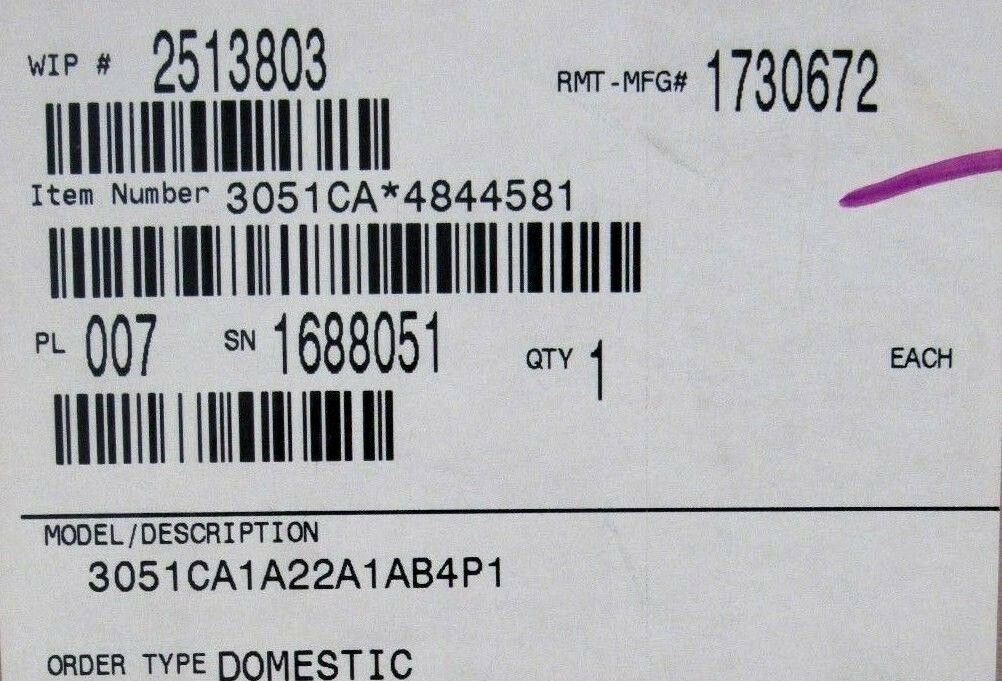 WIP # 2513803
RMT-MFG# 1730672
Item Number 3051CA*4844581
PL 007 SN 1688051 QTY 1 EACH
MODEL/DESCRIPTION
3051CA1A22A1AB4P1
ORDER TYPE DOMESTIC